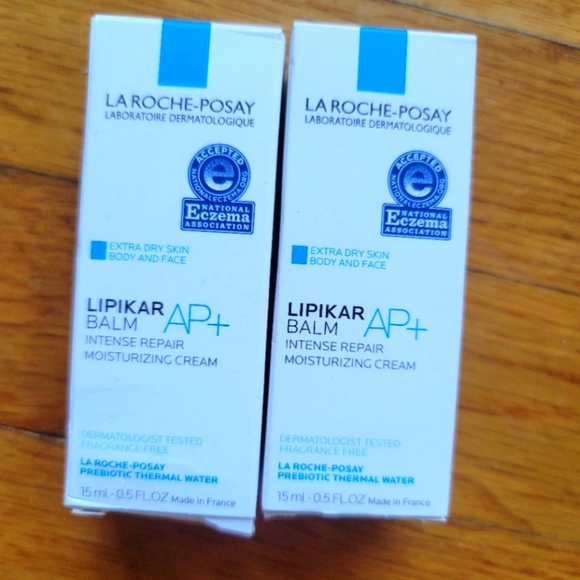 LA ROCHE-POSAY
LABORATOIRE DERMATOLOGIQUE
ACCEPTED
NATIONALECZEMA.ORG
e
NATIONAL
Eczema
ASSOCIATION
EXTRA DRY SKIN
BODY AND FACE
LIPIKAR
BALM AP+
INTENSE REPAIR
MOISTURIZING CREAM
DERMATOLOGIST TESTED
FRAGRANCE FREE
LA ROCHE-POSAY
PREBIOTIC THERMAL WATER
15 ml - 0.5 FL.OZ Made in France
LA ROCHE-POSAY
LABORATOIRE DERMATOLOGIQUE
ACCEPTED
NATIONALECZEMA.ORG
e
NATIONAL
Eczema
ASSOCIATION
EXTRA DRY SKIN
BODY AND FACE
LIPIKAR
BALM AP+
INTENSE REPAIR
MOISTURIZING CREAM
DERMATOLOGIST TESTED
FRAGRANCE FREE
LA ROCHE-POSAY
PREBIOTIC THERMAL WATER
15 ml - 0.5 FL.OZ Made in France